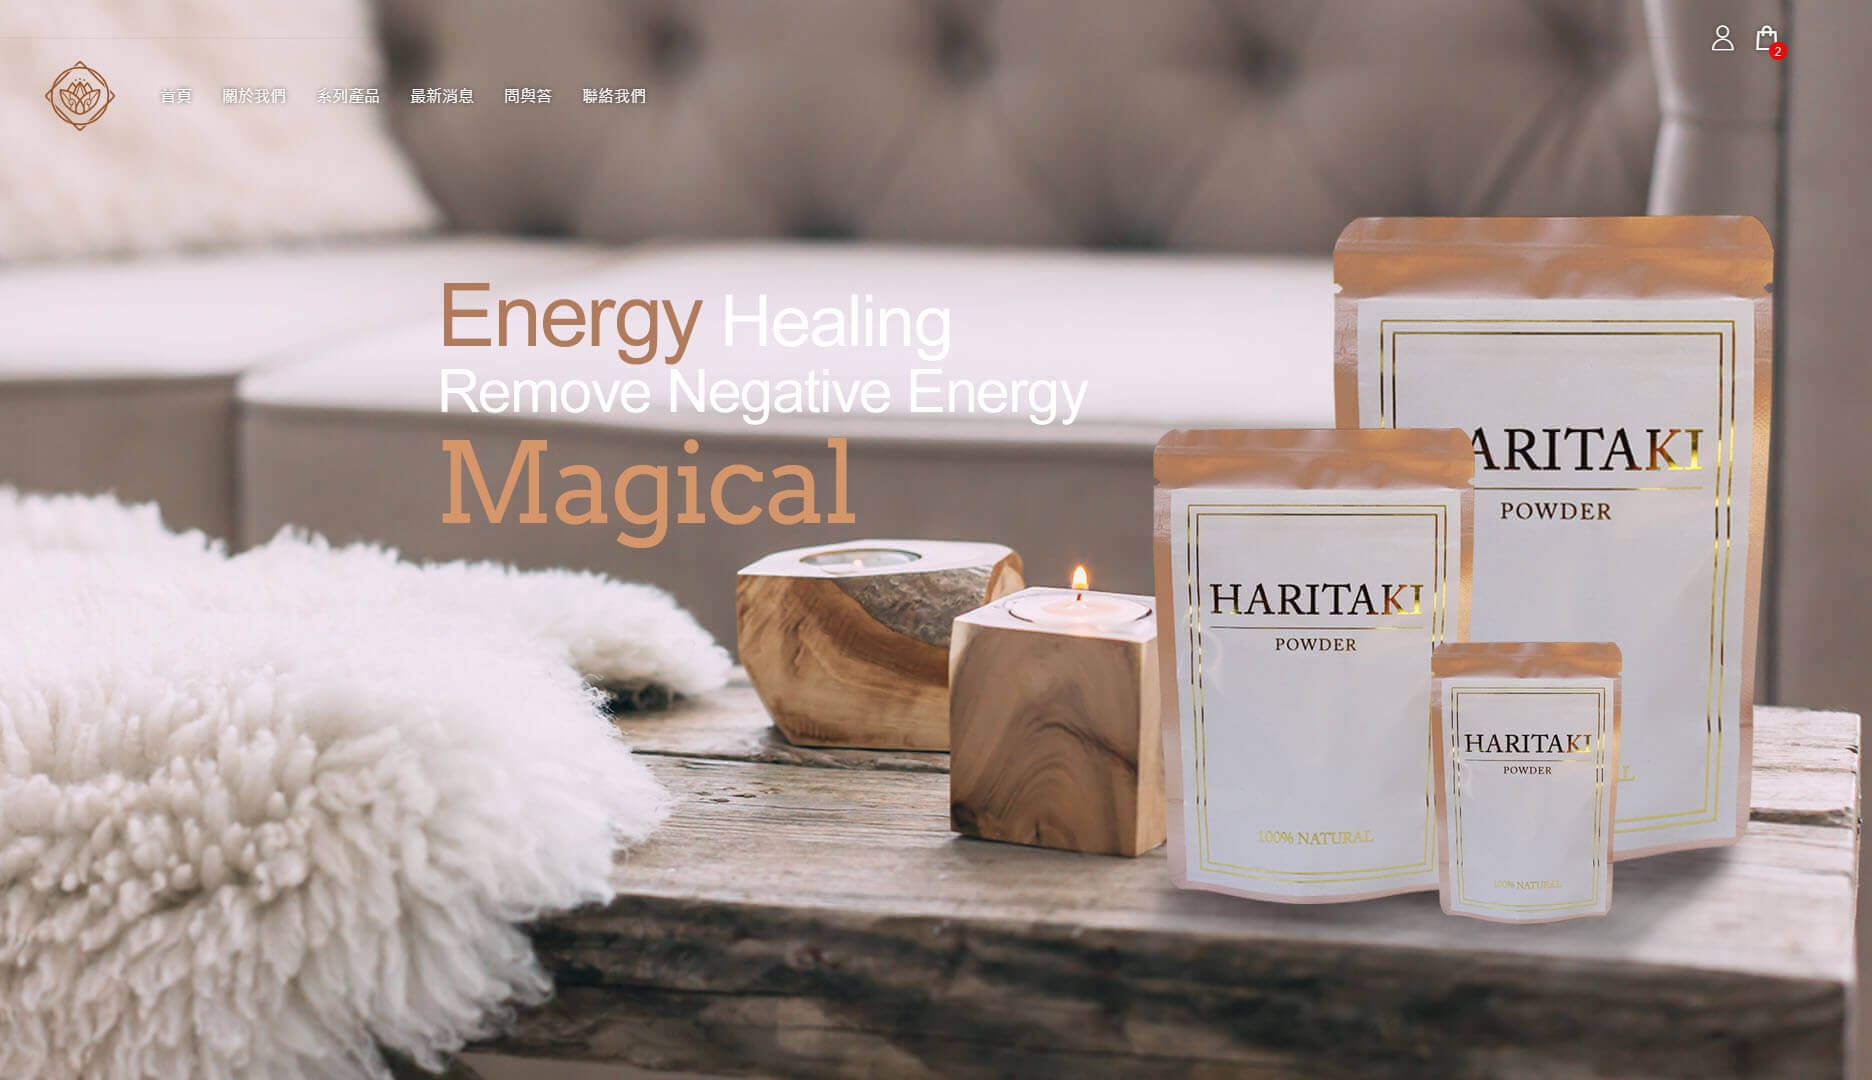 2
首頁 關於我們 系列產品 最新消息 問與答 聯絡我們
Energy Healing
Remove Negative Energy
Magical
ARITAKI
POWDER
HARITAKI
POWDER
100% NATURAL
HARITAKI
POWDER
100% NATURAL